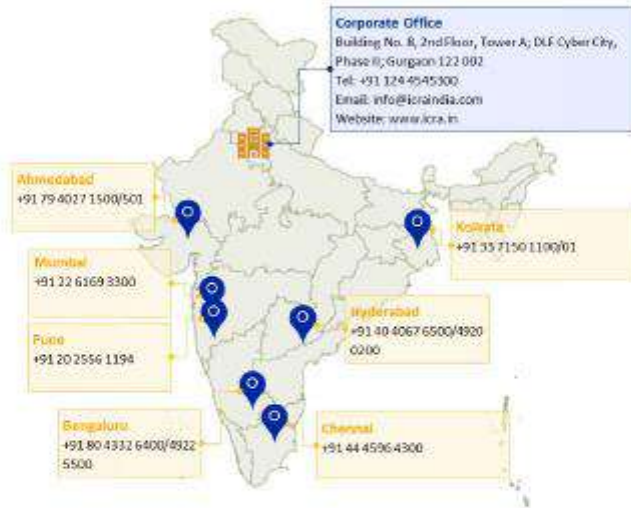 Corporate Office
Building No. 8, 2nd Floor, Tower A; DLF Cyber City,
Phase II; Gurgaon 122 002
Tel: +91 124 4545300
Email: info@icraindia.com
Website: www.icra.in
Ahmedabad
+91 79 4027 1500/501
Kolkata
+91 33 7150 1100/01
Mumbai
+91 22 6169 3300
Hyderabad
+91 40 4067 6500/4920
0200
Pune
+91 20 2556 1194
Bengaluru
+91 80 4332 6400/4922
5500
Chennai
+91 44 4596 4300